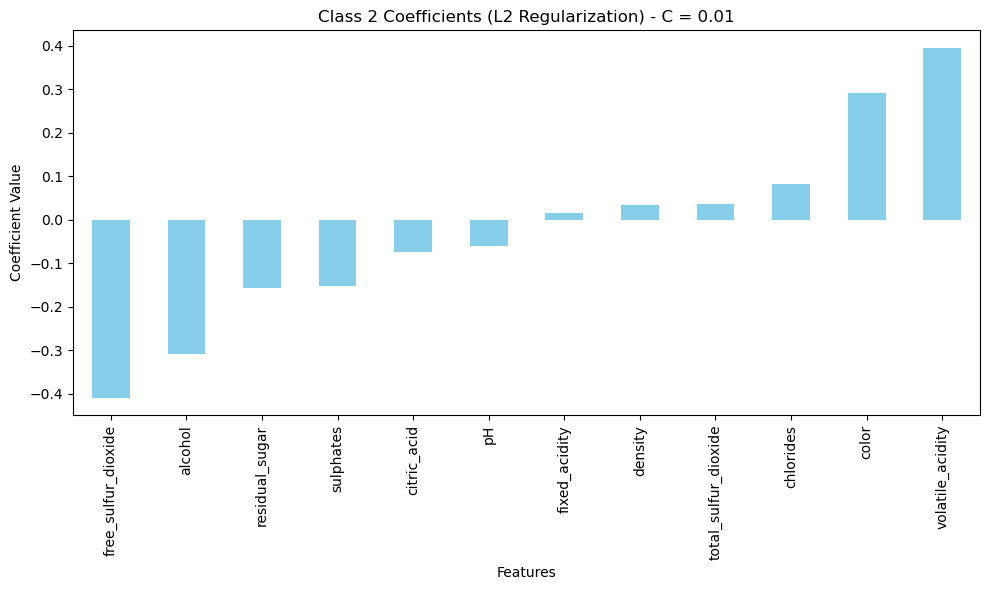 Class 2 Coefficients (L2 Regularization) - C = 0.01
Coefficient Value
0.4
0.3
0.2
0.1
0.0
−0.1
−0.2
−0.3
−0.4
free_sulfur_dioxide
alcohol
residual_sugar
sulphates
citric_acid
pH
fixed_acidity
density
total_sulfur_dioxide
chlorides
color
volatile_acidity
Features